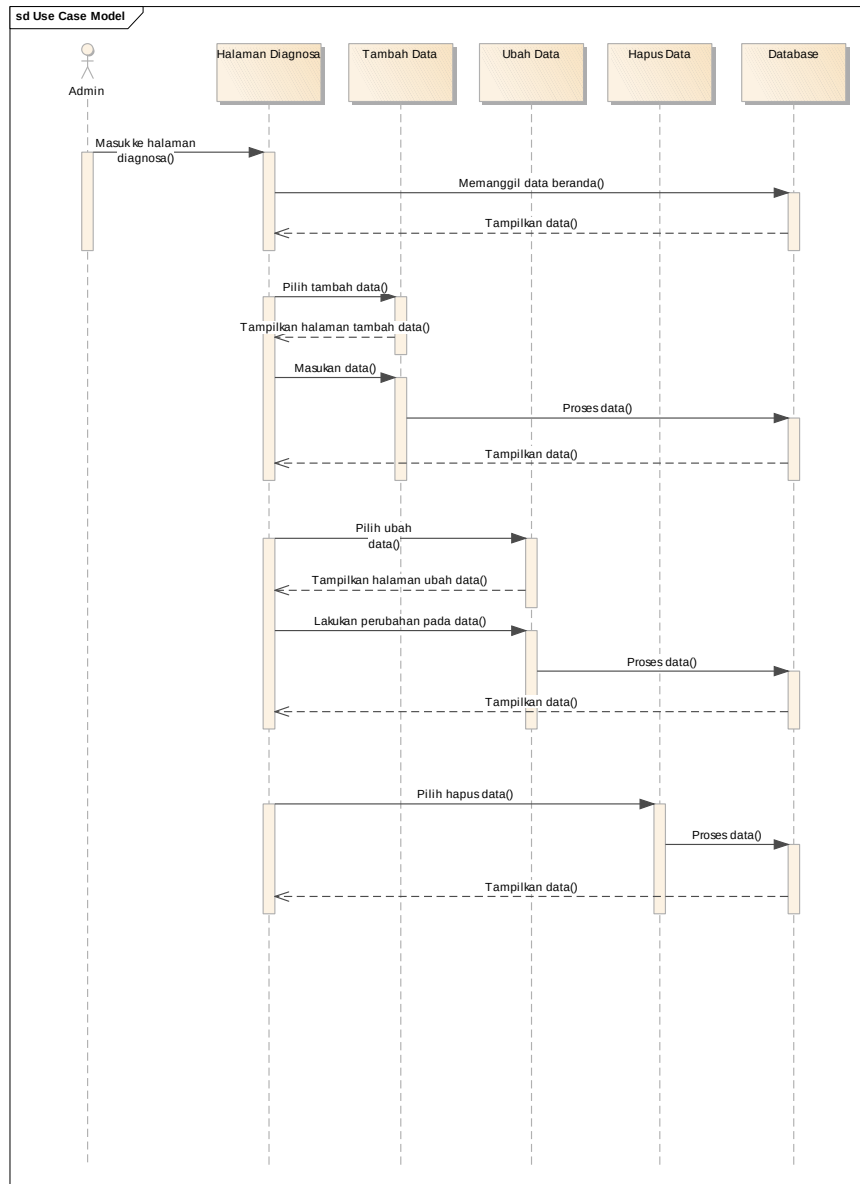 sd Use Case Model
Admin
Halaman Diagnosa
Tambah Data
Ubah Data
Hapus Data
Database
Masuk ke halaman
diagnosa()
Memanggil data beranda()
Tampilkan data()
Pilih tambah data()
Tampilkan halaman tambah data()
Masukan data()
Proses data()
Tampilkan data()
Pilih ubah
data()
Tampilkan halaman ubah data()
Lakukan perubahan pada data()
Proses data()
Tampilkan data()
Pilih hapus data()
Proses data()
Tampilkan data()